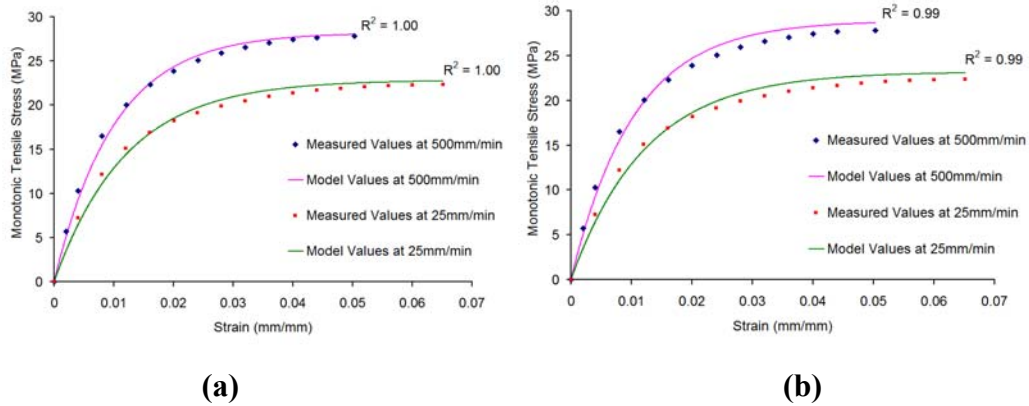 Monotonic Tensile Stress (MPa)
30
25
20
15
10
5
0
R² = 1.00
R² = 1.00
Measured Values at 500mm/min
Model Values at 500mm/min
Measured Values at 25mm/min
Model Values at 25mm/min
0 0.01 0.02 0.03 0.04 0.05 0.06 0.07
Strain (mm/mm)
(a)
Monotonic Tensile Stress (MPa)
30
25
20
15
10
5
0
R² = 0.99
R² = 0.99
Measured Values at 500mm/min
Model Values at 500mm/min
Measured Values at 25mm/min
Model Values at 25mm/min
0 0.01 0.02 0.03 0.04 0.05 0.06 0.07
Strain (mm/mm)
(b)